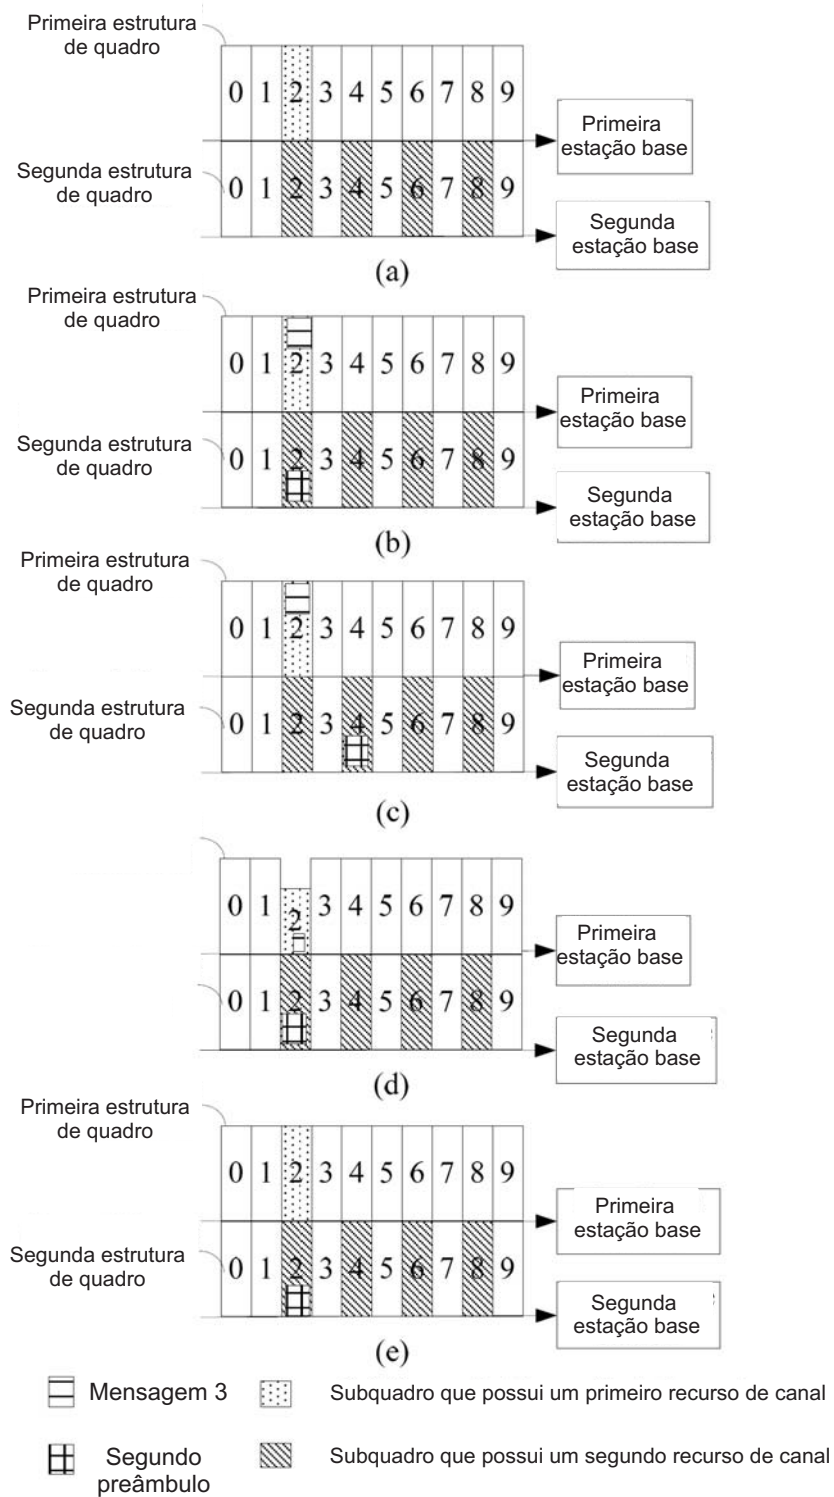 Primeira estrutura
de quadro
0 1 2 3 4 5 6 7 8 9
Primeira
estação base
Segunda estrutura
de quadro
0 1 2 3 4 5 6 7 8 9
Segunda
estação base
(a)
Primeira estrutura
de quadro
0 1 2 3 4 5 6 7 8 9
Primeira
estação base
Segunda estrutura
de quadro
0 1 2 3 4 5 6 7 8 9
Segunda
estação base
(b)
Primeira estrutura
de quadro
0 1 2 3 4 5 6 7 8 9
Primeira
estação base
Segunda estrutura
de quadro
0 1 2 3 4 5 6 7 8 9
Segunda
estação base
(c)
0 1 2 3 4 5 6 7 8 9
Primeira
estação base
0 1 2 3 4 5 6 7 8 9
Segunda
estação base
(d)
Primeira estrutura
de quadro
0 1 2 3 4 5 6 7 8 9
Primeira
estação base
Segunda estrutura
de quadro
0 1 2 3 4 5 6 7 8 9
Segunda
estação base
(e)
Mensagem 3
Subquadro que possui um primeiro recurso de canal
Segundo
preâmbulo
Subquadro que possui um segundo recurso de canal